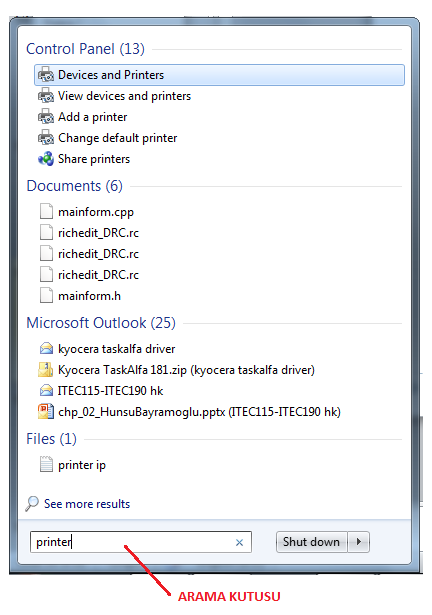 Control Panel (13)
Devices and Printers
View devices and printers
Add a printer
Change default printer
Share printers
Documents (6)
mainform.cpp
richedit_DRC.rc
richedit_DRC.rc
richedit_DRC.rc
mainform.h
Microsoft Outlook (25)
kyocera taskalfa driver
Kyocera TaskAlfa 181.zip (kyocera taskalfa driver)
ITEC115-ITEC190 hk
chp_02_HunsuBayramoglu.pptx (ITEC115-ITEC190 hk)
Files (1)
printer ip
See more results
printer
Shut down
ARAMA KUTUSU